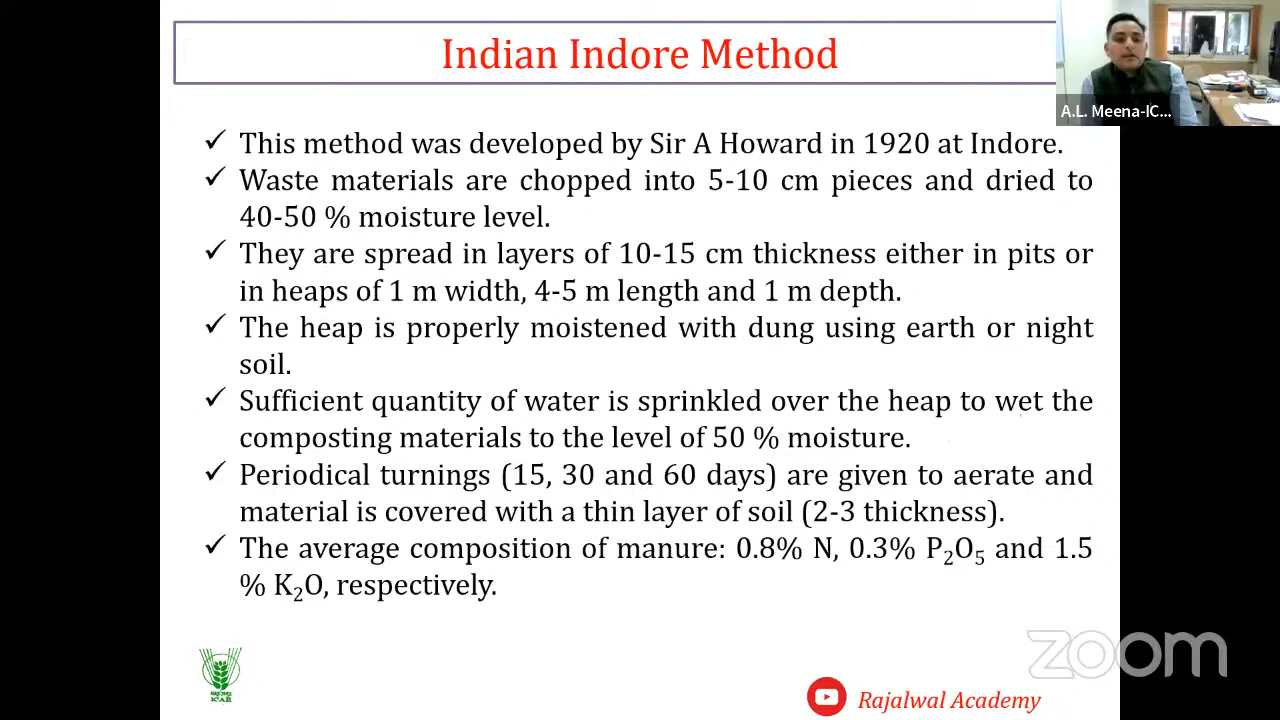 Indian Indore Method
A.L. Meena-IC...
✓ This method was developed by Sir A Howard in 1920 at Indore.
✓ Waste materials are chopped into 5-10 cm pieces and dried to
40-50 % moisture level.
✓ They are spread in layers of 10-15 cm thickness either in pits or
in heaps of 1 m width, 4-5 m length and 1 m depth.
✓ The heap is properly moistened with dung using earth or night
soil.
✓ Sufficient quantity of water is sprinkled over the heap to wet the
composting materials to the level of 50 % moisture.
✓ Periodical turnings (15, 30 and 60 days) are given to aerate and
material is covered with a thin layer of soil (2-3 thickness).
✓ The average composition of manure: 0.8% N, 0.3% P₂O₅ and 1.5
% K₂O, respectively.
ICAR
Rajalwal Academy
zoom